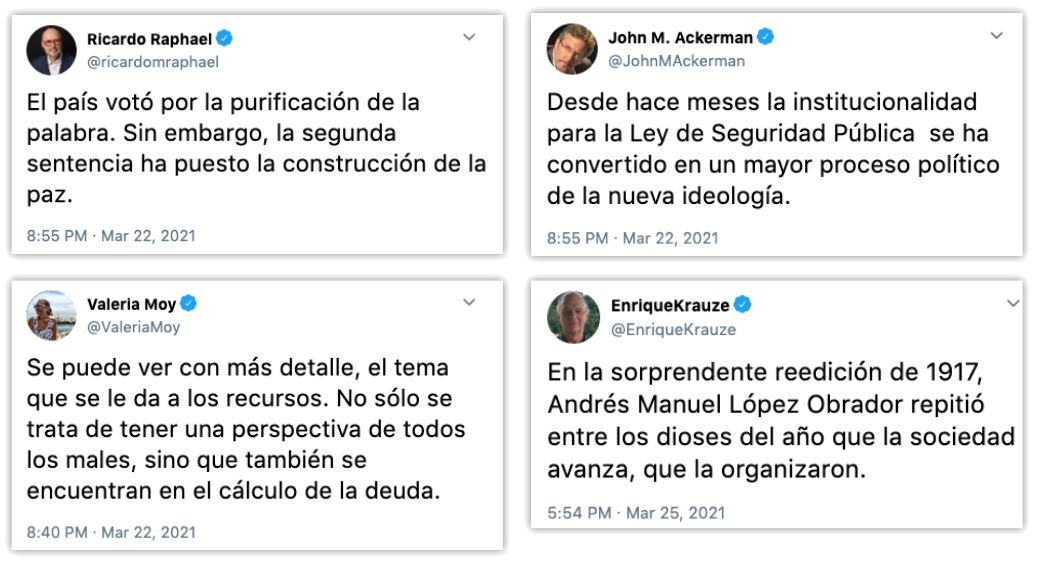 Ricardo Raphael
@ricardomraphael
El país votó por la purificación de la
palabra. Sin embargo, la segunda
sentencia ha puesto la construcción de la
paz.
8:55 PM · Mar 22, 2021
John M. Ackerman
@JohnMAckerman
Desde hace meses la institucionalidad
para la Ley de Seguridad Pública se ha
convertido en un mayor proceso político
de la nueva ideología.
8:55 PM · Mar 22, 2021
Valeria Moy
@ValeriaMoy
Se puede ver con más detalle, el tema
que se le da a los recursos. No sólo se
trata de tener una perspectiva de todos
los males, sino que también se
encuentran en el cálculo de la deuda.
8:40 PM · Mar 22, 2021
EnriqueKrauze
@EnriqueKrauze
En la sorprendente reedición de 1917,
Andrés Manuel López Obrador repitió
entre los dioses del año que la sociedad
avanza, que la organizaron.
5:54 PM · Mar 25, 2021